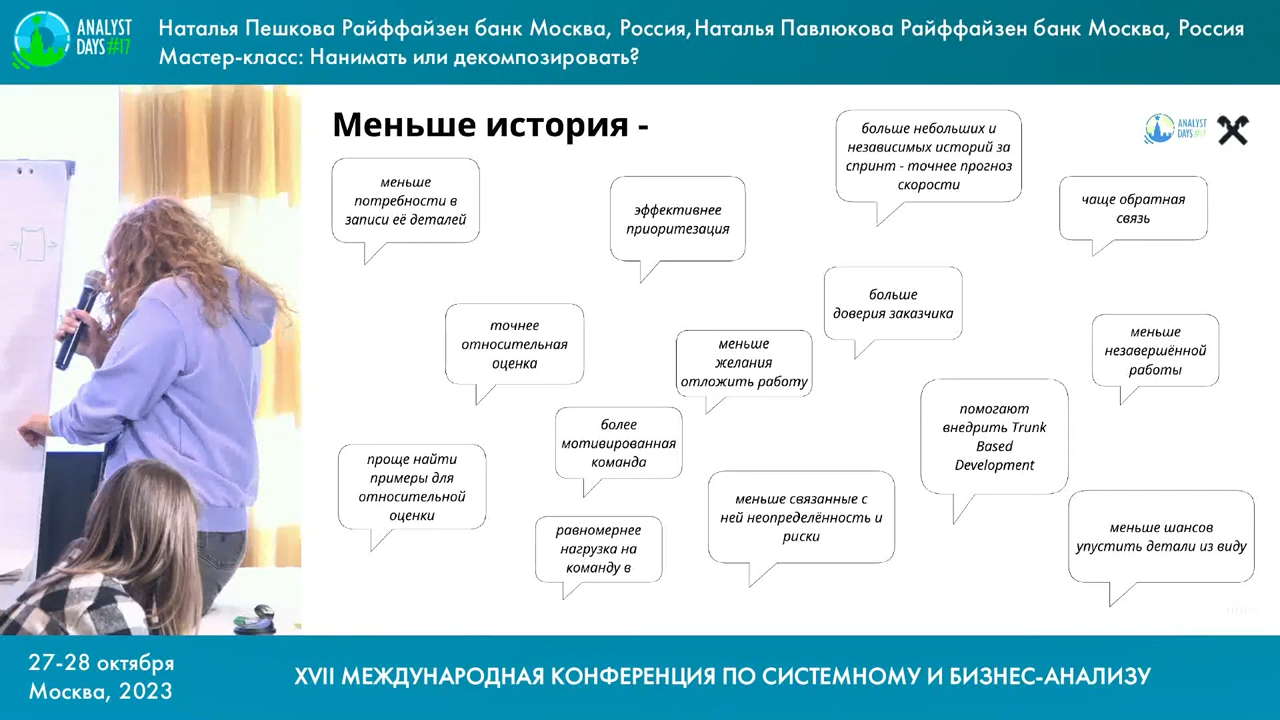 ANALYST
DAYS#17
Наталья Пешкова Райффайзен банк Москва, Россия,Наталья Павлюкова Райффайзен банк Москва, Россия
Мастер-класс: Нанимать или декомпозировать?
Меньше история -
ANALYST
DAYS#17
больше небольших и
независимых историй за
спринт - точнее прогноз
скорости
меньше
потребности в
записи её деталей
эффективнее
приоритезация
чаще обратная
связь
больше
доверия заказчика
точнее
относительная
оценка
меньше
желания
отложить работу
меньше
незавершённой
работы
более
мотивированная
команда
помогают
внедрить Trunk
Based
Development
проще найти
примеры для
относительной
оценки
меньше связанные с
ней неопределённость и
риски
равномернее
нагрузка на
команду в
меньше шансов
упустить детали из виду
27-28 октября
Москва, 2023
XVII МЕЖДУНАРОДНАЯ КОНФЕРЕНЦИЯ ПО СИСТЕМНОМУ И БИЗНЕС-АНАЛИЗУ